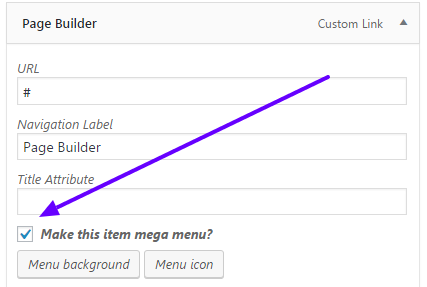 Page Builder Custom Link
URL
#
Navigation Label
Page Builder
Title Attribute
Make this item mega menu?
Menu background Menu icon